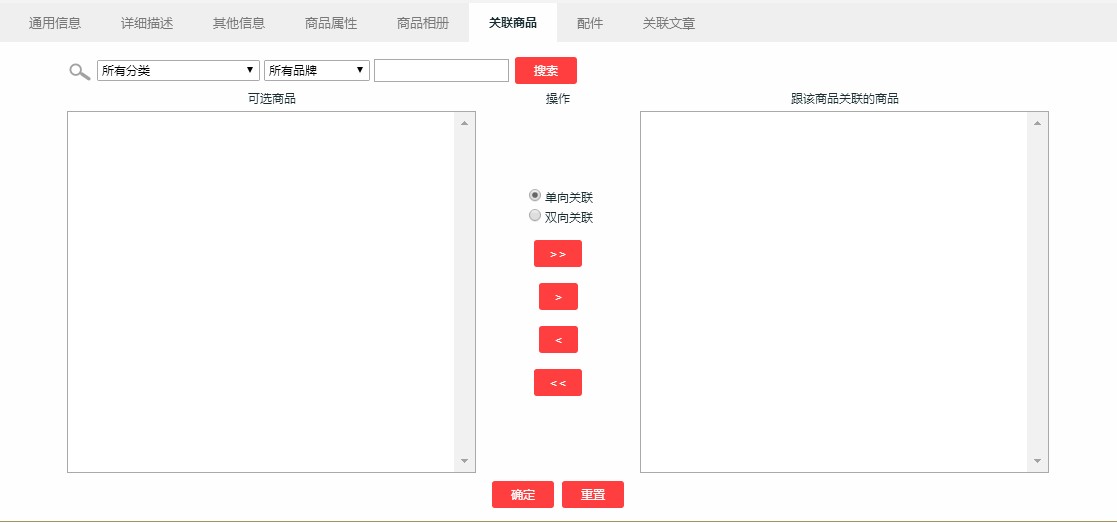 通用信息 详细描述 其他信息 商品属性 商品相册 关联商品 配件 关联文章
所有分类 所有品牌 搜索
可选商品 操作 跟该商品关联的商品
单向关联
双向关联
>>
>
<
<<
确定 重置